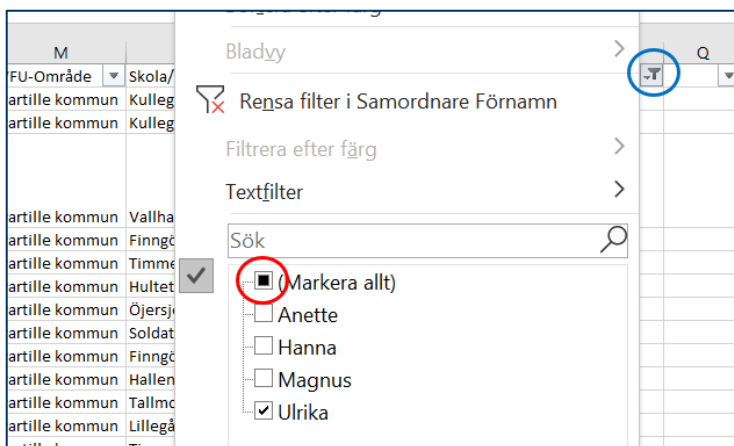 M
Q
FU-Område
Skola/
artille kommun Kulleg
artille kommun Kulleg
artille kommun Vallha
artille kommun Finngö
artille kommun Timme
artille kommun Hultet
artille kommun Öjersj
artille kommun Soldat
artille kommun Finngö
artille kommun Hallen
artille kommun Tallmo
artille kommun Lillegå
Bladvy
Rensa filter i Samordnare Förnamn
Filtrera efter färg
Textfilter
Sök
(Markera allt)
Anette
Hanna
Magnus
Ulrika